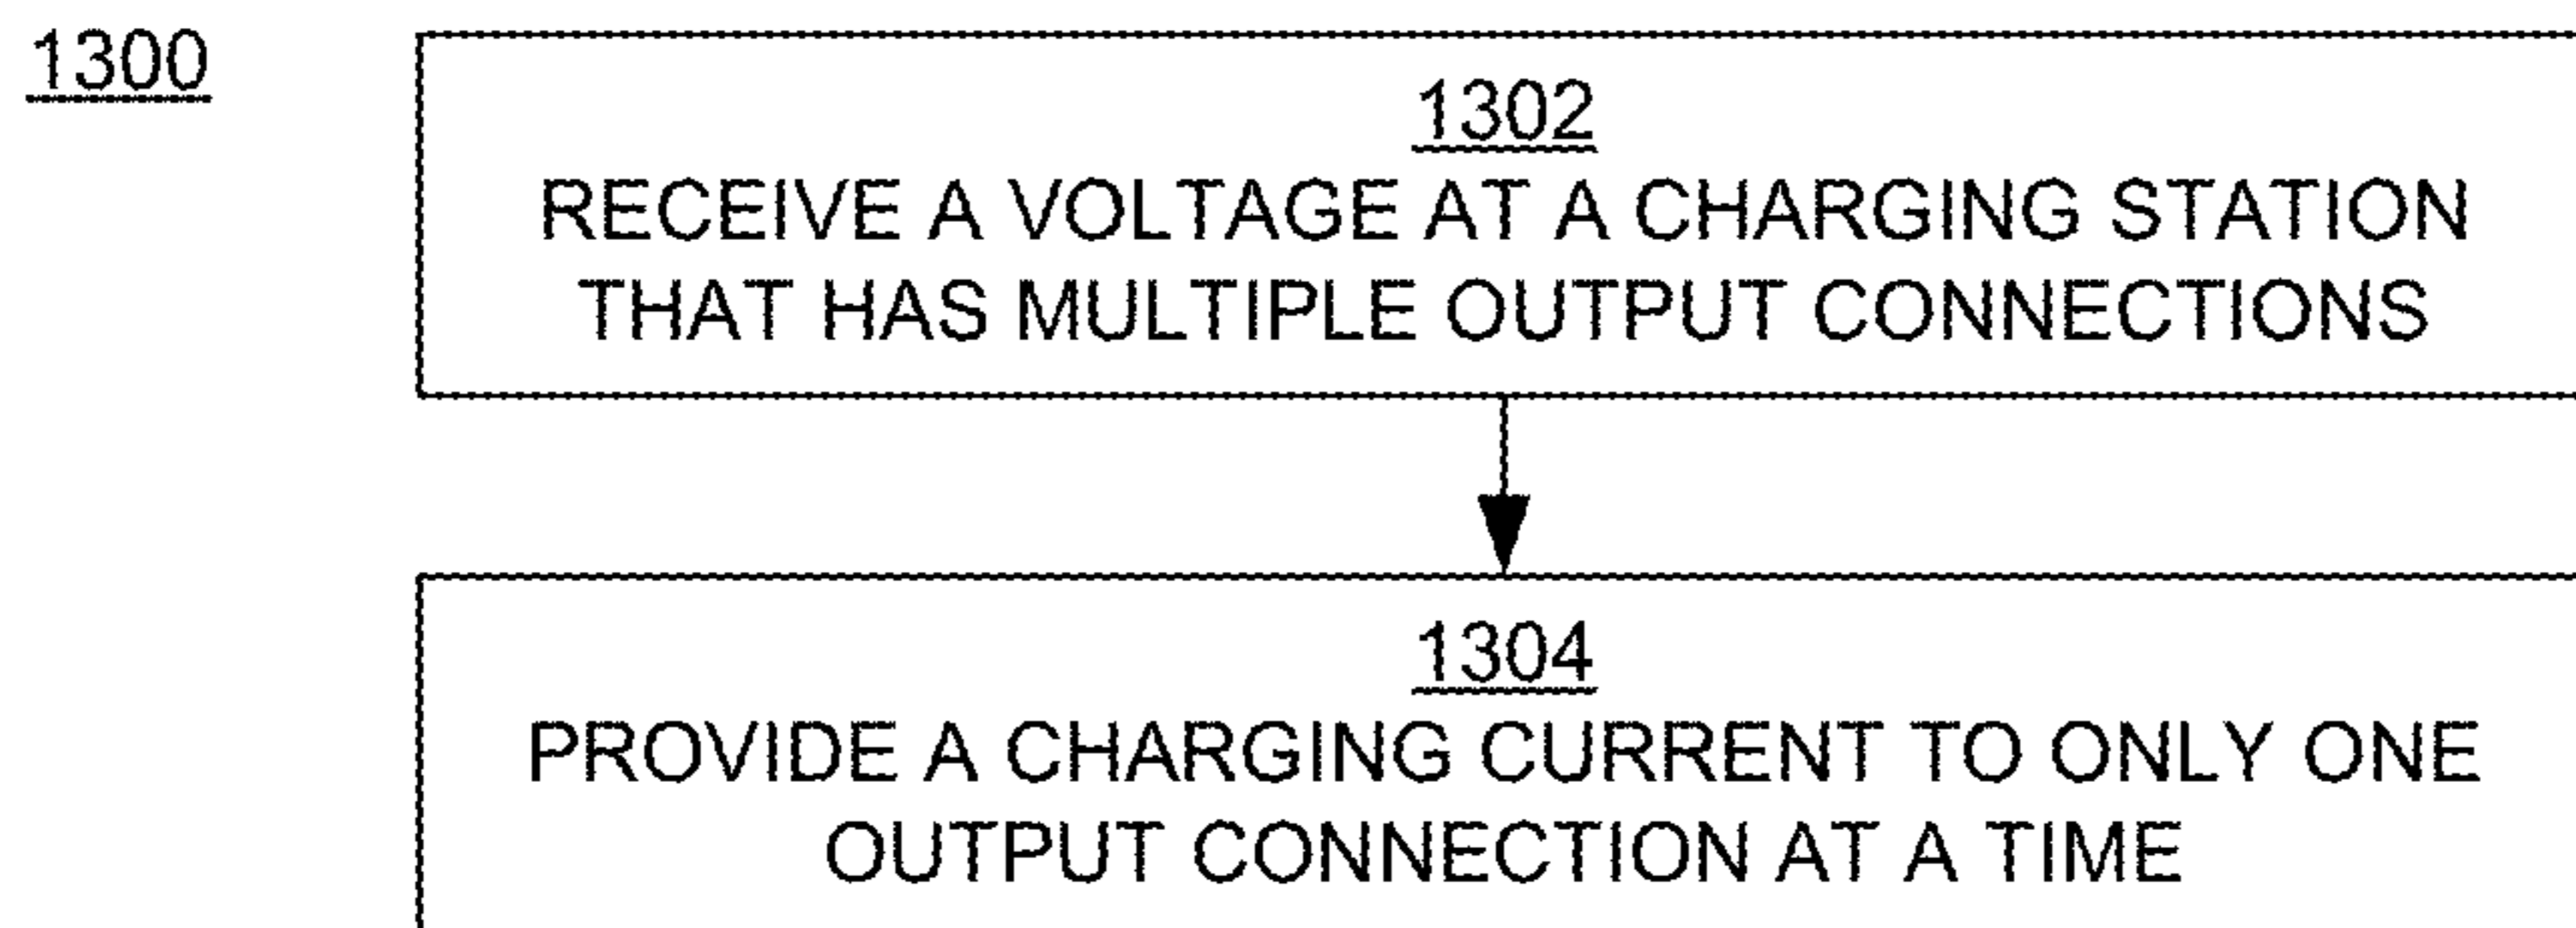 1300
1302
RECEIVE A VOLTAGE AT A CHARGING STATION
THAT HAS MULTIPLE OUTPUT CONNECTIONS
1304
PROVIDE A CHARGING CURRENT TO ONLY ONE
OUTPUT CONNECTION AT A TIME